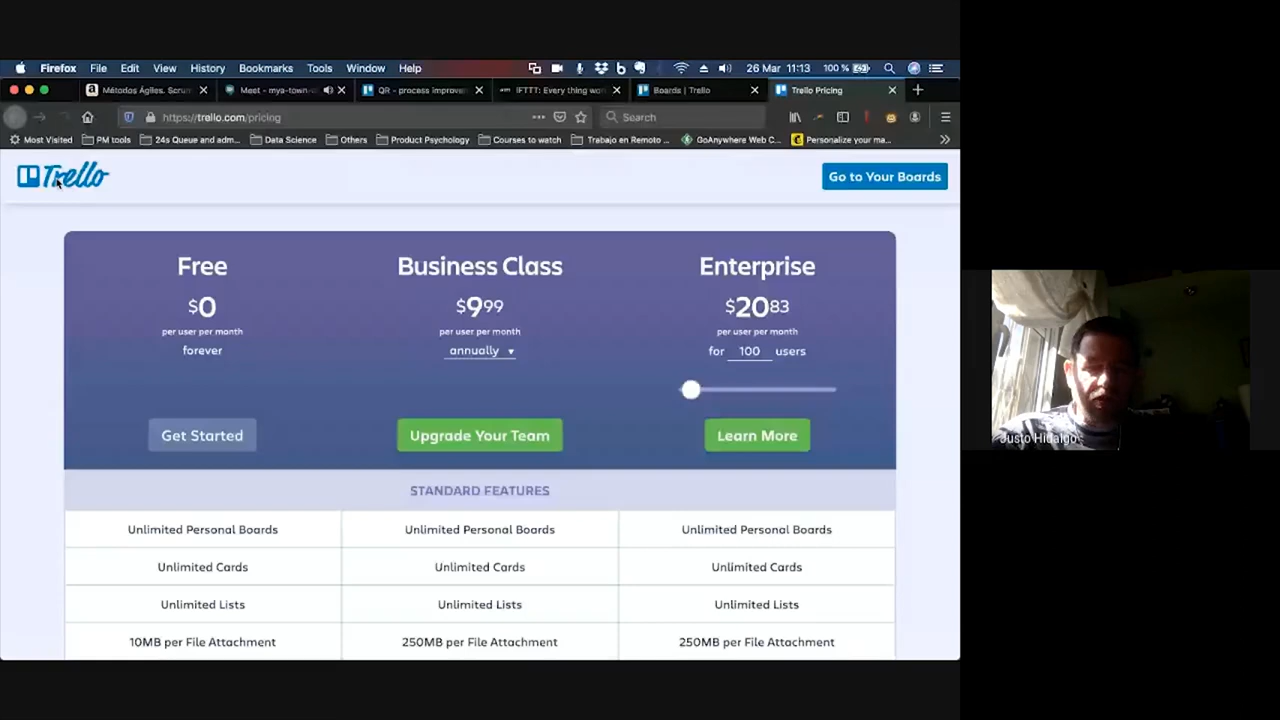 Firefox File Edit View History Bookmarks Tools Window Help 26 Mar 11:13 100 %
Métodos Ágiles. Scrum Meet - mya-town- QR - process improvem IFTTT: Every thing wor Boards | Trello Trello Pricing
https://trello.com/pricing Search
Most Visited PM tools 24s Queue and adm... Data Science Others Product Psychology Courses to watch Trabajo en Remoto ... GoAnywhere Web C... Personalize your ma...
Trello Go to Your Boards
Free Business Class Enterprise
$0 $9.99 $20.83
per user per month per user per month per user per month
forever annually for 100 users
Get Started Upgrade Your Team Learn More
STANDARD FEATURES
Unlimited Personal Boards Unlimited Personal Boards Unlimited Personal Boards
Unlimited Cards Unlimited Cards Unlimited Cards
Unlimited Lists Unlimited Lists Unlimited Lists
10MB per File Attachment 250MB per File Attachment 250MB per File Attachment
Justo Hidalgo